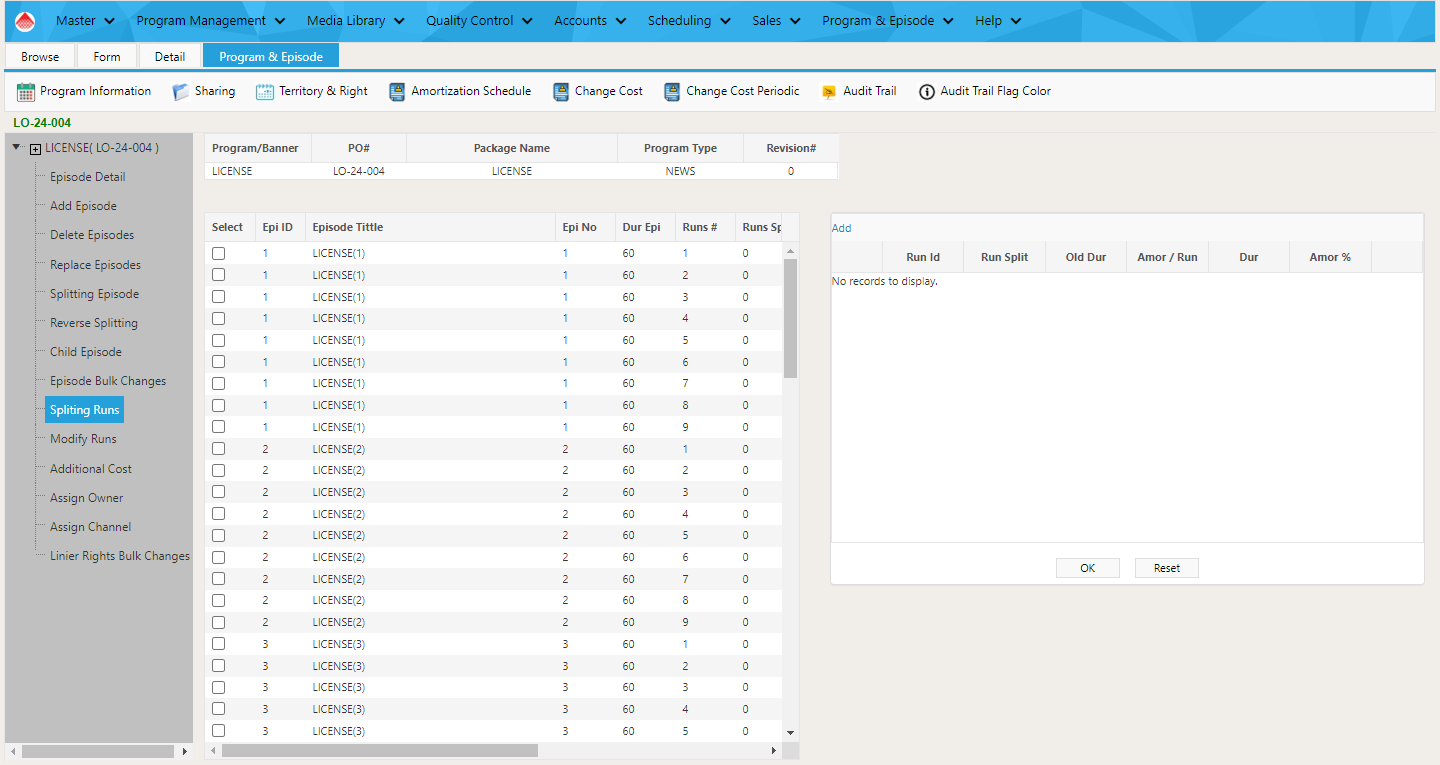 Master Program Management Media Library Quality Control Accounts Scheduling Sales Program & Episode Help
Browse Form Detail Program & Episode
Program Information Sharing Territory & Right Amortization Schedule Change Cost Change Cost Periodic Audit Trail Audit Trail Flag Color
LO-24-004
LICENSE( LO-24-004 )
Episode Detail
Add Episode
Delete Episodes
Replace Episodes
Splitting Episode
Reverse Splitting
Child Episode
Episode Bulk Changes
Spliting Runs
Modify Runs
Additional Cost
Assign Owner
Assign Channel
Linier Rights Bulk Changes
Program/Banner PO# Package Name Program Type Revision#
LICENSE LO-24-004 LICENSE NEWS 0
Select Epi ID Episode Tittle Epi No Dur Epi Runs # Runs Sp
1 LICENSE(1) 1 60 1 0
1 LICENSE(1) 1 60 2 0
1 LICENSE(1) 1 60 3 0
1 LICENSE(1) 1 60 4 0
1 LICENSE(1) 1 60 5 0
1 LICENSE(1) 1 60 6 0
1 LICENSE(1) 1 60 7 0
1 LICENSE(1) 1 60 8 0
1 LICENSE(1) 1 60 9 0
2 LICENSE(2) 2 60 1 0
2 LICENSE(2) 2 60 2 0
2 LICENSE(2) 2 60 3 0
2 LICENSE(2) 2 60 4 0
2 LICENSE(2) 2 60 5 0
2 LICENSE(2) 2 60 6 0
2 LICENSE(2) 2 60 7 0
2 LICENSE(2) 2 60 8 0
2 LICENSE(2) 2 60 9 0
3 LICENSE(3) 3 60 1 0
3 LICENSE(3) 3 60 2 0
3 LICENSE(3) 3 60 3 0
3 LICENSE(3) 3 60 4 0
3 LICENSE(3) 3 60 5 0
Add
Run Id Run Split Old Dur Amor / Run Dur Amor %
No records to display.
OK Reset